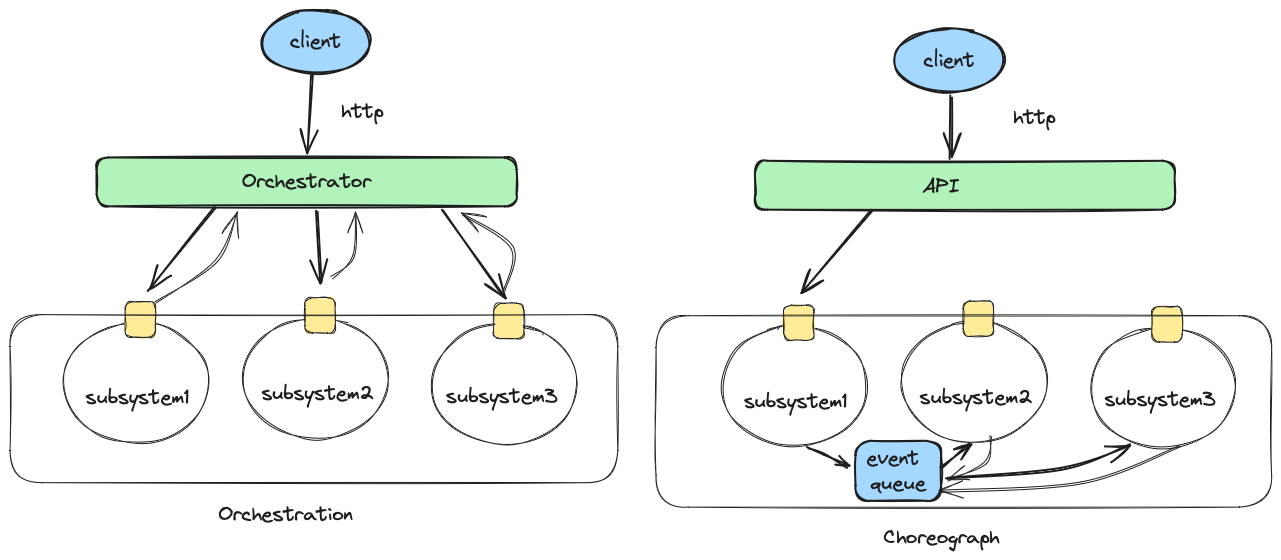 client
http
Orchestrator
subsystem1
subsystem2
subsystem3
Orchestration
client
http
API
subsystem1
subsystem2
subsystem3
event
queue
Choreograph